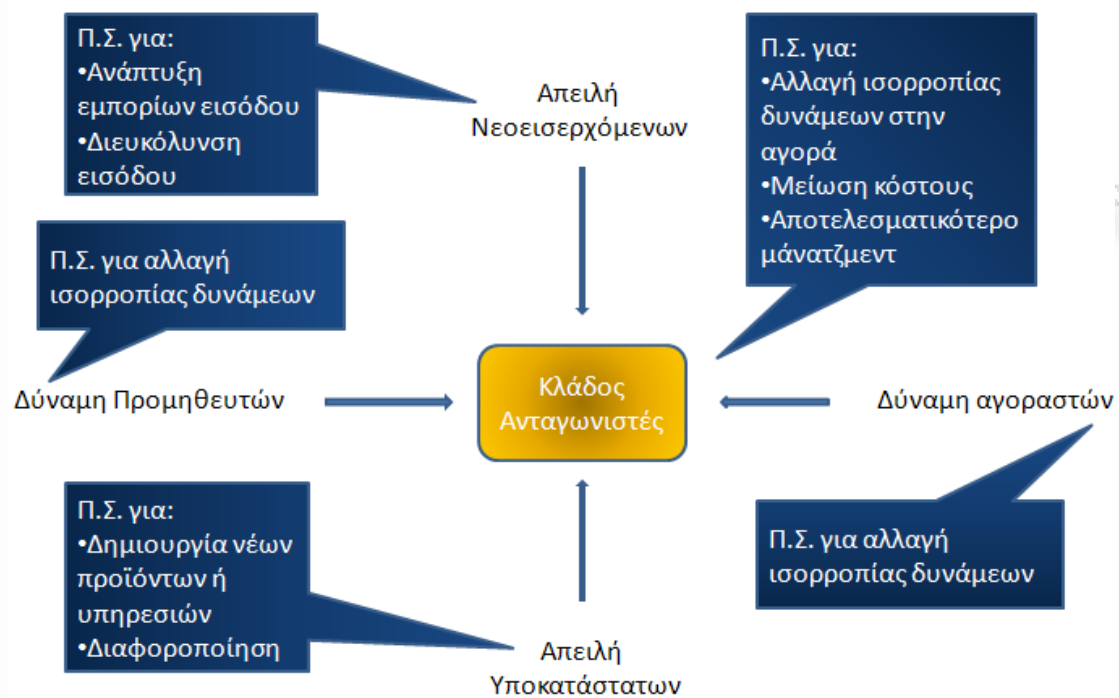 Π.Σ. για:
•Ανάπτυξη
εμπορίων εισόδου
•Διευκόλυνση
εισόδου
Απειλή
Νεοεισερχόμενων
Π.Σ. για:
•Αλλαγή ισορροπίας
δυνάμεων στην
αγορά
•Μείωση κόστους
•Αποτελεσματικότερο
μάνατζμεντ
Π.Σ. για αλλαγή
ισορροπίας δυνάμεων
Δύναμη Προμηθευτών
Κλάδος
Ανταγωνιστές
Δύναμη αγοραστών
Π.Σ. για:
•Δημιουργία νέων
προϊόντων ή
υπηρεσιών
•Διαφοροποίηση
Π.Σ. για αλλαγή
ισορροπίας δυνάμεων
Απειλή
Υποκατάστατων